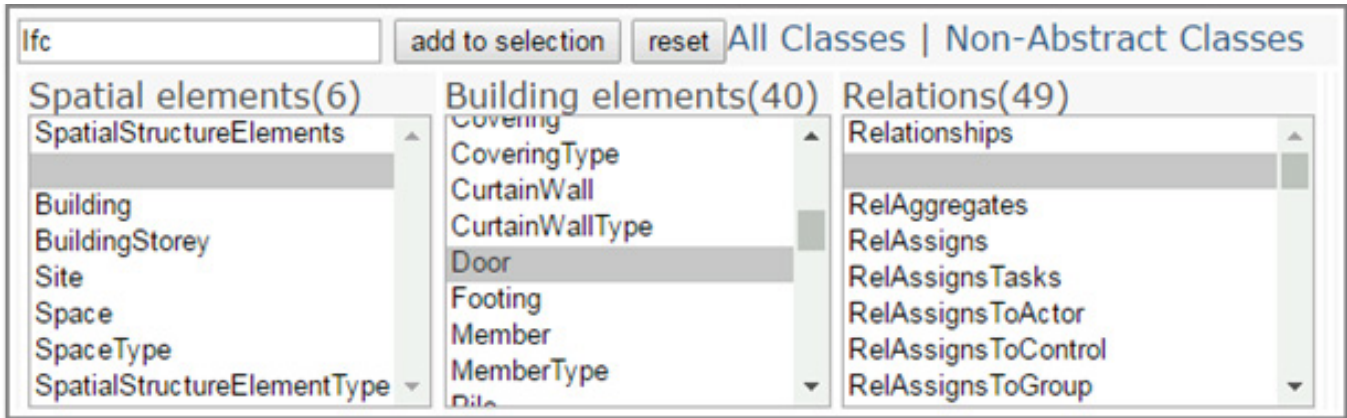 Ifc add to selection reset All Classes | Non-Abstract Classes
Spatial elements(6)
SpatialStructureElements
Building
BuildingStorey
Site
Space
SpaceType
SpatialStructureElementType
Building elements(40)
Covering
CoveringType
CurtainWall
CurtainWallType
Door
Footing
Member
MemberType
Pile
Relations(49)
Relationships
RelAggregates
RelAssigns
RelAssignsTasks
RelAssignsToActor
RelAssignsToControl
RelAssignsToGroup